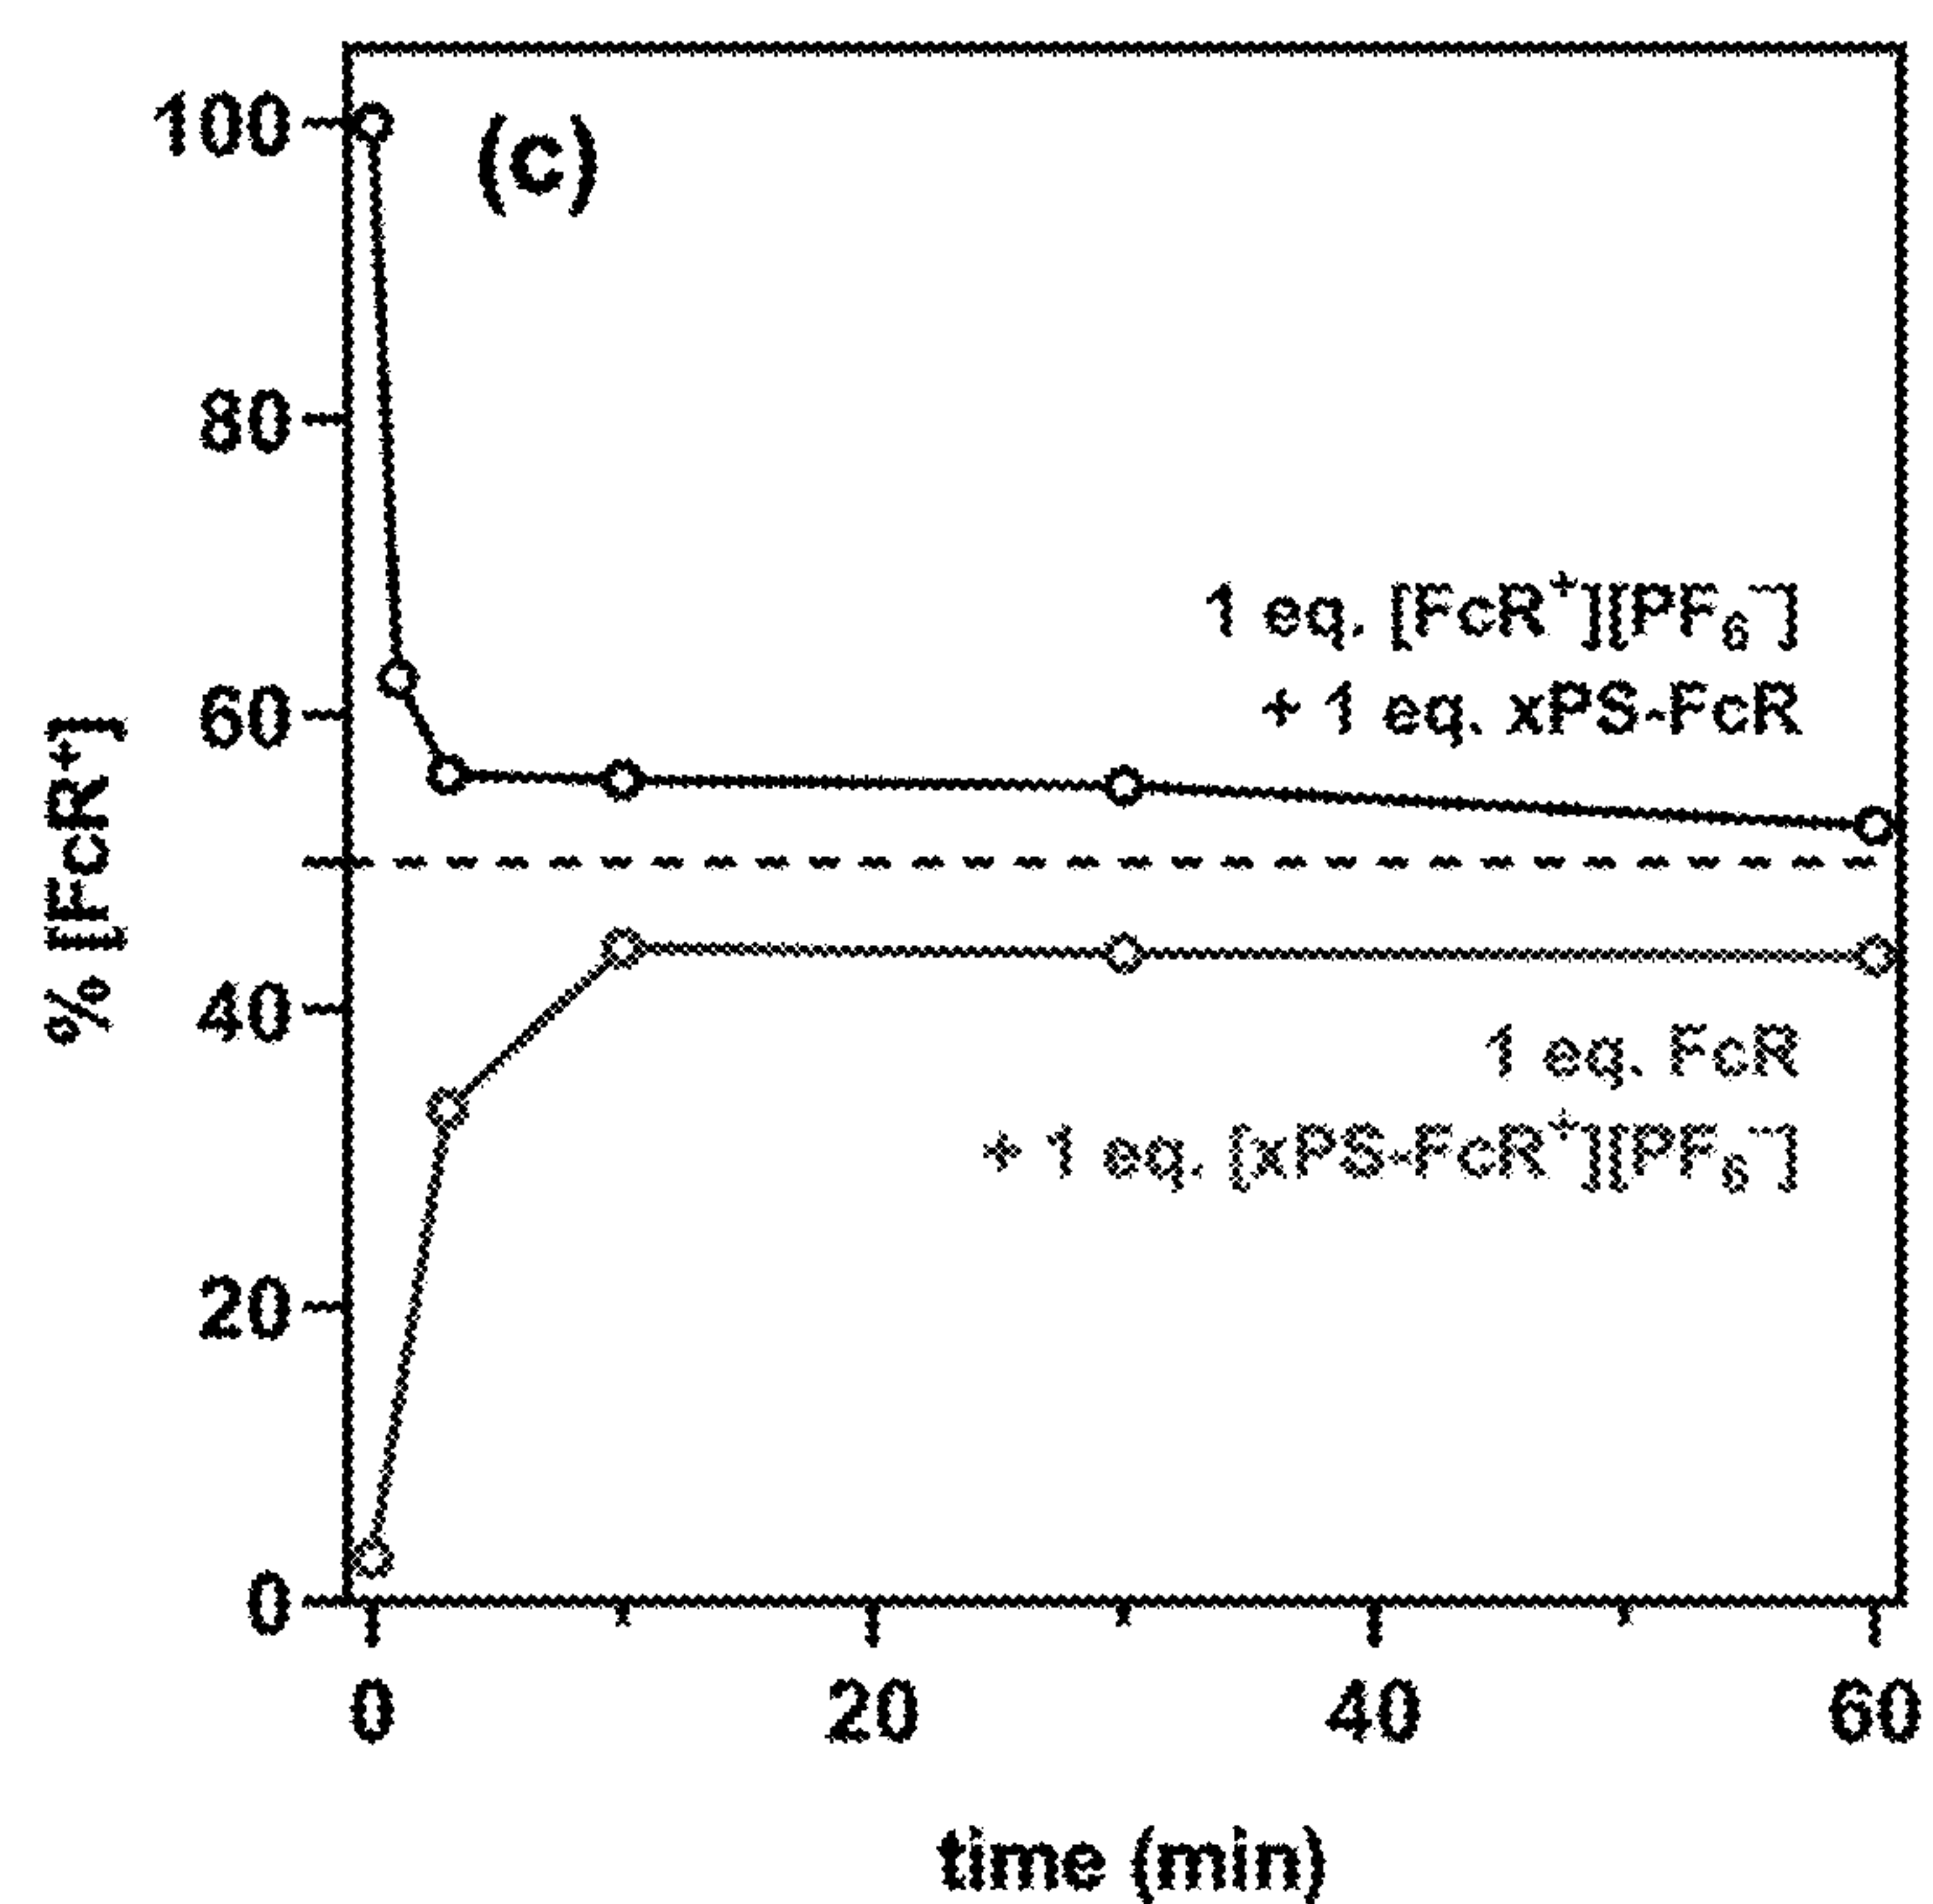 100
(c)
80
1 eq. [FcR⁺][PF₆⁻]
60
+ 1 eq. xPS-FcR
% [FcR⁺]
40
1 eq. FcR
+ 1 eq. [xPS-FcR⁺][PF₆⁻]
20
0
0 20 40 60
time (min)